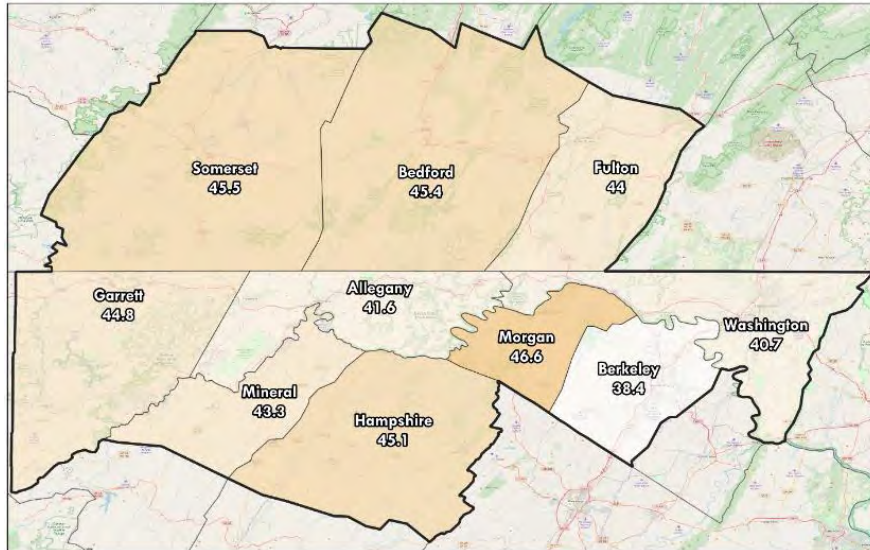 Somerset
45.5
Bedford
45.4
Fulton
44
Garrett
44.8
Allegany
41.6
Morgan
46.6
Washington
40.7
Berkeley
38.4
Mineral
43.3
Hampshire
45.1